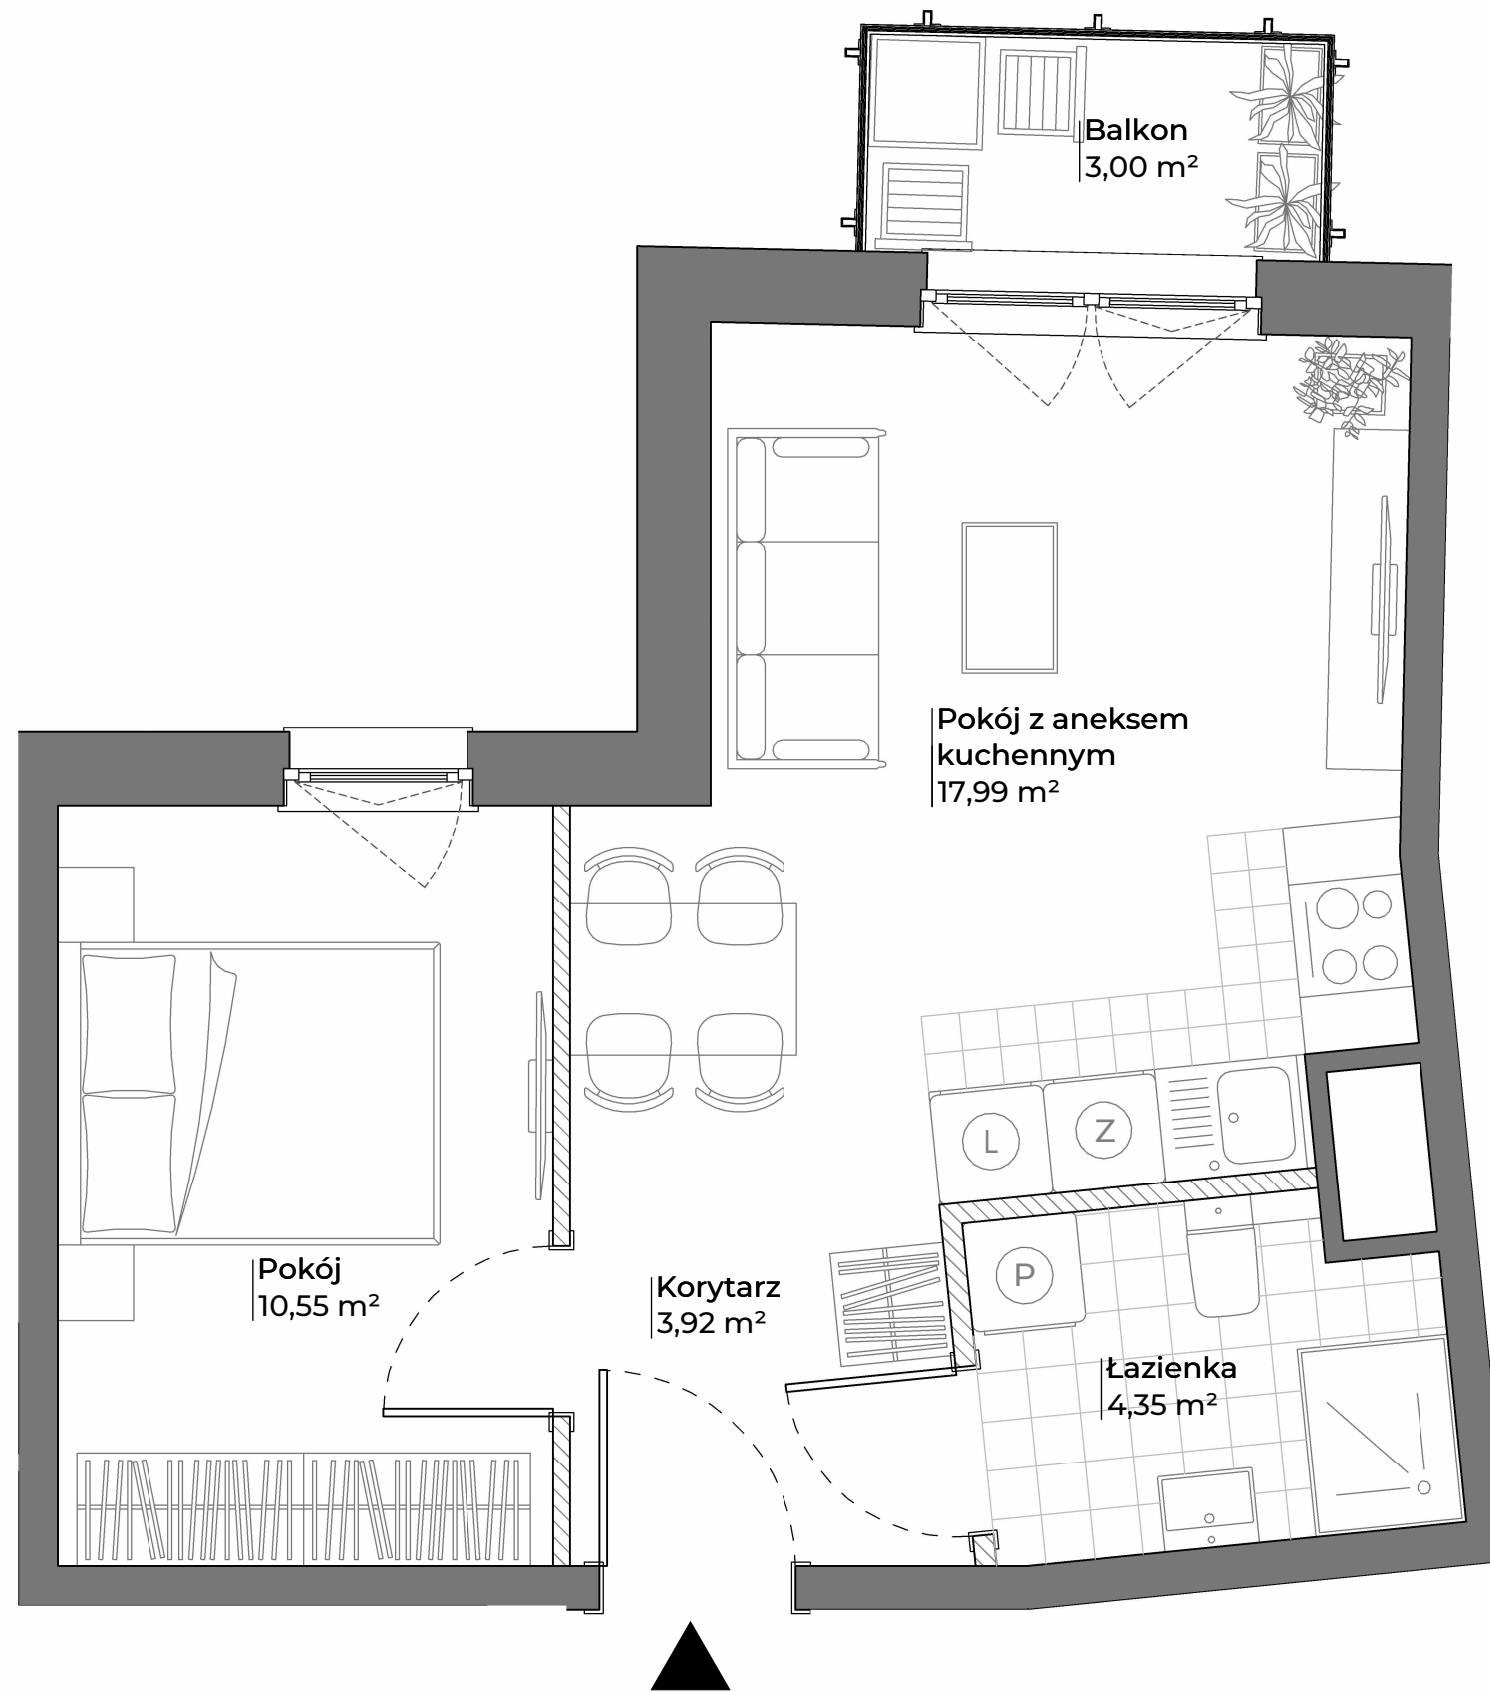 Balkon
3,00 m²
Pokój z aneksem
kuchennym
17,99 m²
L
Z
P
Pokój
10,55 m²
Korytarz
3,92 m²
Łazienka
4,35 m²